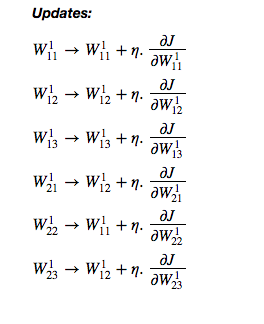 Updates:
W¹₁₁ → W¹₁₁ + η. ∂J/∂W¹₁₁
W¹₁₂ → W¹₁₂ + η. ∂J/∂W¹₁₂
W¹₁₃ → W¹₁₃ + η. ∂J/∂W¹₁₃
W¹₂₁ → W¹₁₂ + η. ∂J/∂W¹₂₁
W¹₂₂ → W¹₁₁ + η. ∂J/∂W¹₂₂
W¹₂₃ → W¹₁₂ + η. ∂J/∂W¹₂₃